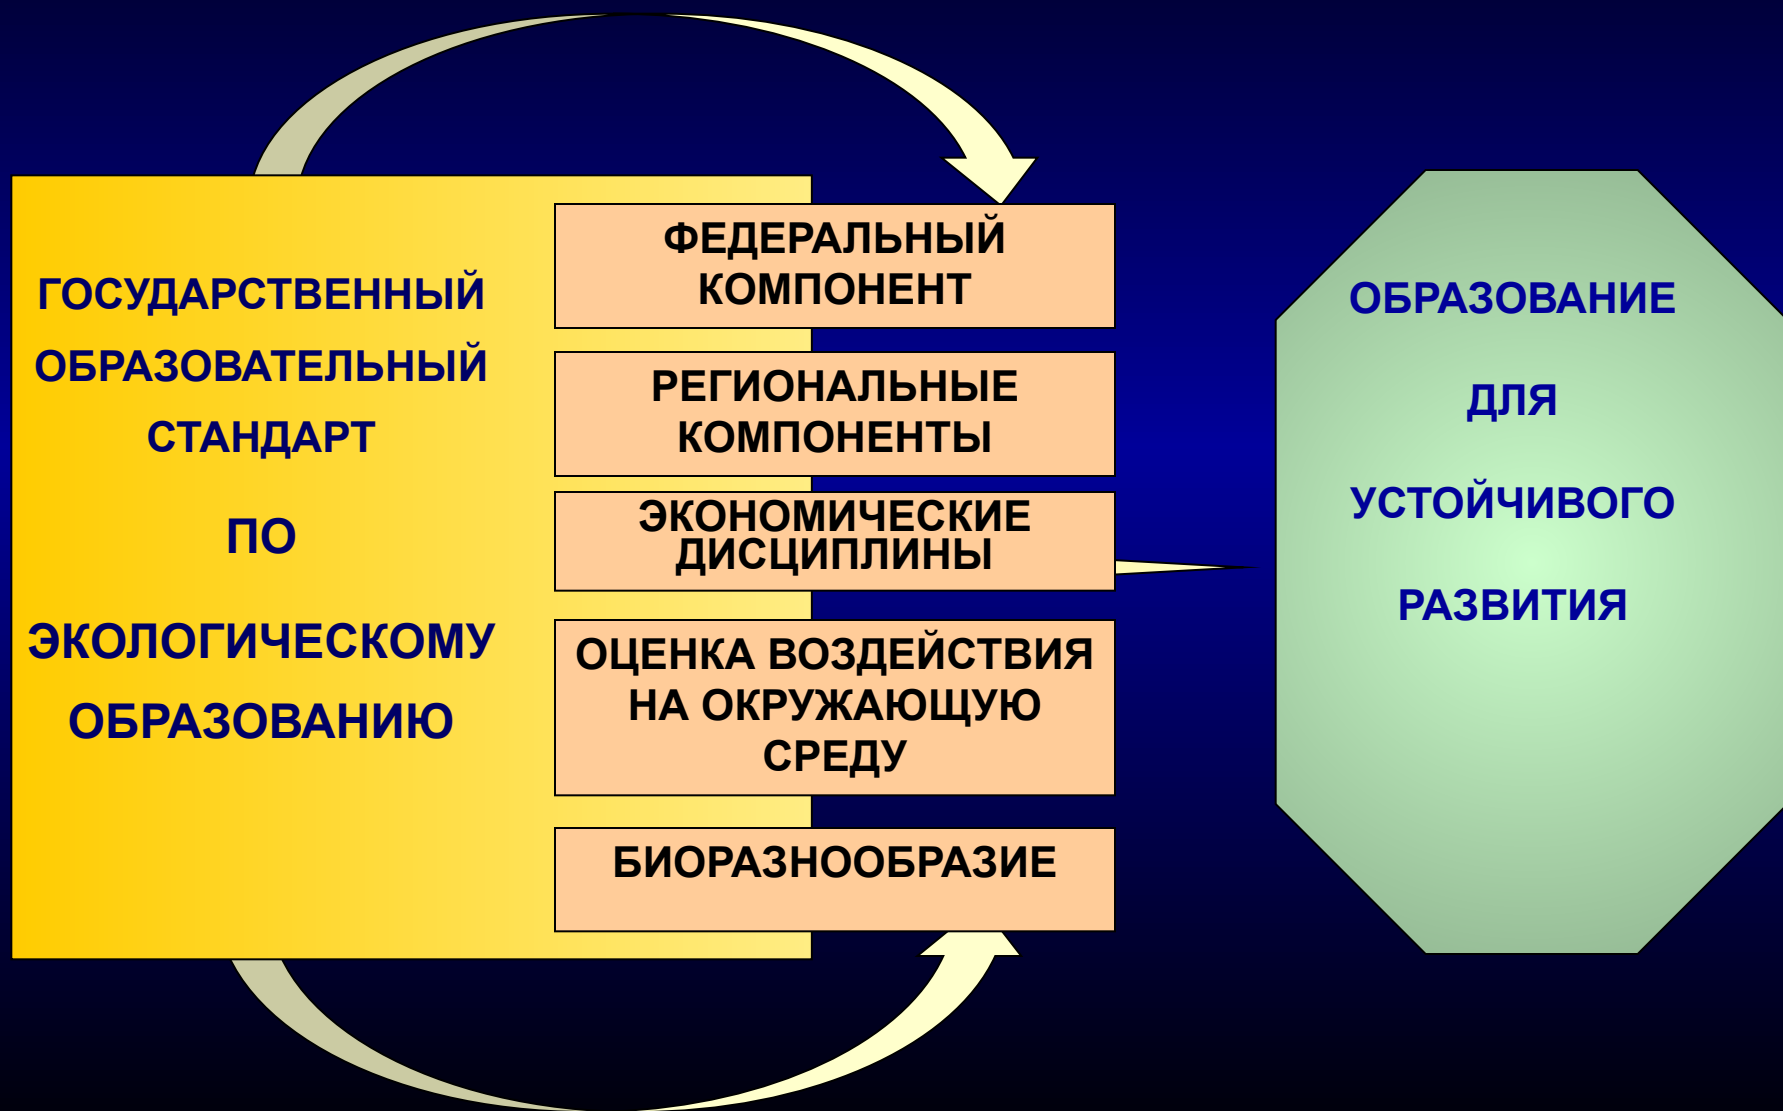 ГОСУДАРСТВЕННЫЙ
ОБРАЗОВАТЕЛЬНЫЙ
СТАНДАРТ
ПО
ЭКОЛОГИЧЕСКОМУ
ОБРАЗОВАНИЮ
ФЕДЕРАЛЬНЫЙ
КОМПОНЕНТ
РЕГИОНАЛЬНЫЕ
КОМПОНЕНТЫ
ЭКОНОМИЧЕСКИЕ
ДИСЦИПЛИНЫ
ОЦЕНКА ВОЗДЕЙСТВИЯ
НА ОКРУЖАЮЩУЮ
СРЕДУ
БИОРАЗНООБРАЗИЕ
ОБРАЗОВАНИЕ
ДЛЯ
УСТОЙЧИВОГО
РАЗВИТИЯ